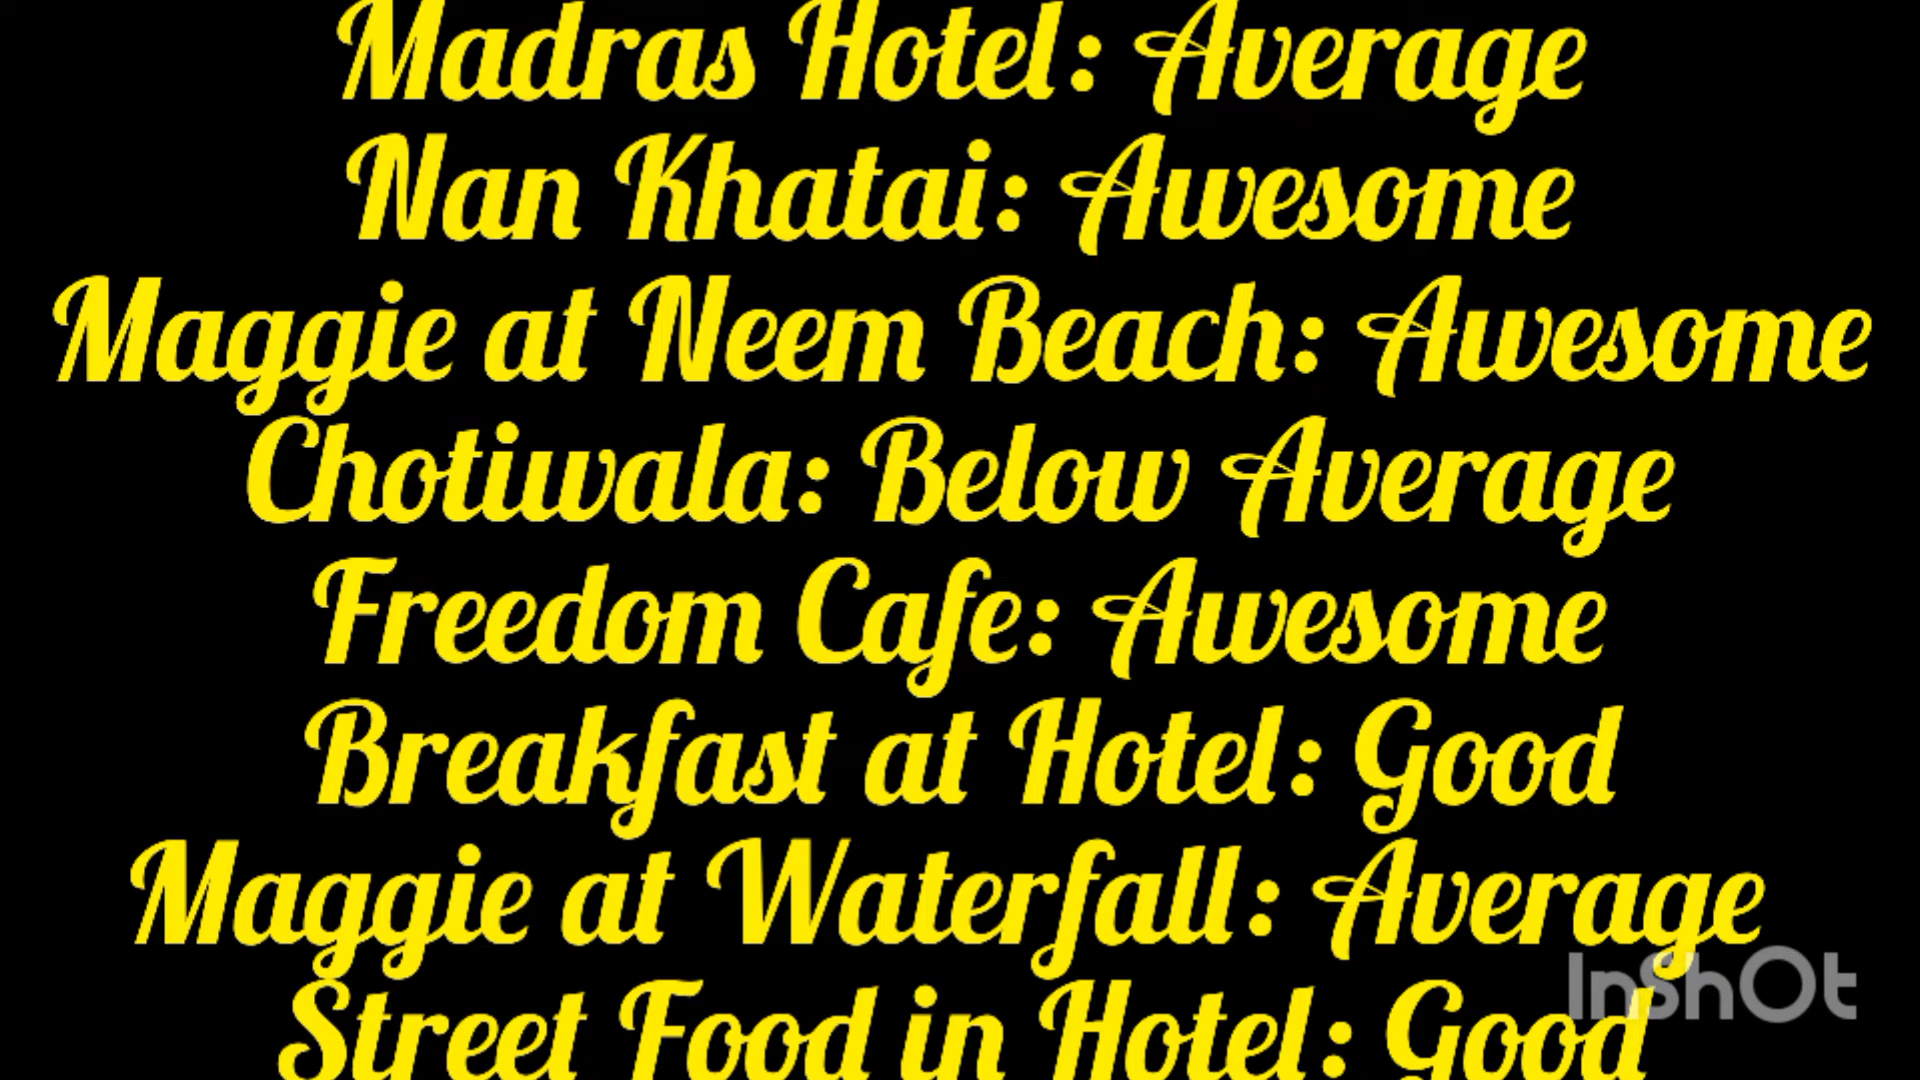 Madras Hotel: Average
Nan Khatai: Awesome
Maggie at Neem Beach: Awesome
Chotiwala: Below Average
Freedom Cafe: Awesome
Breakfast at Hotel: Good
Maggie at Waterfall: Average
InShOt
Street Food in Hotel: Good